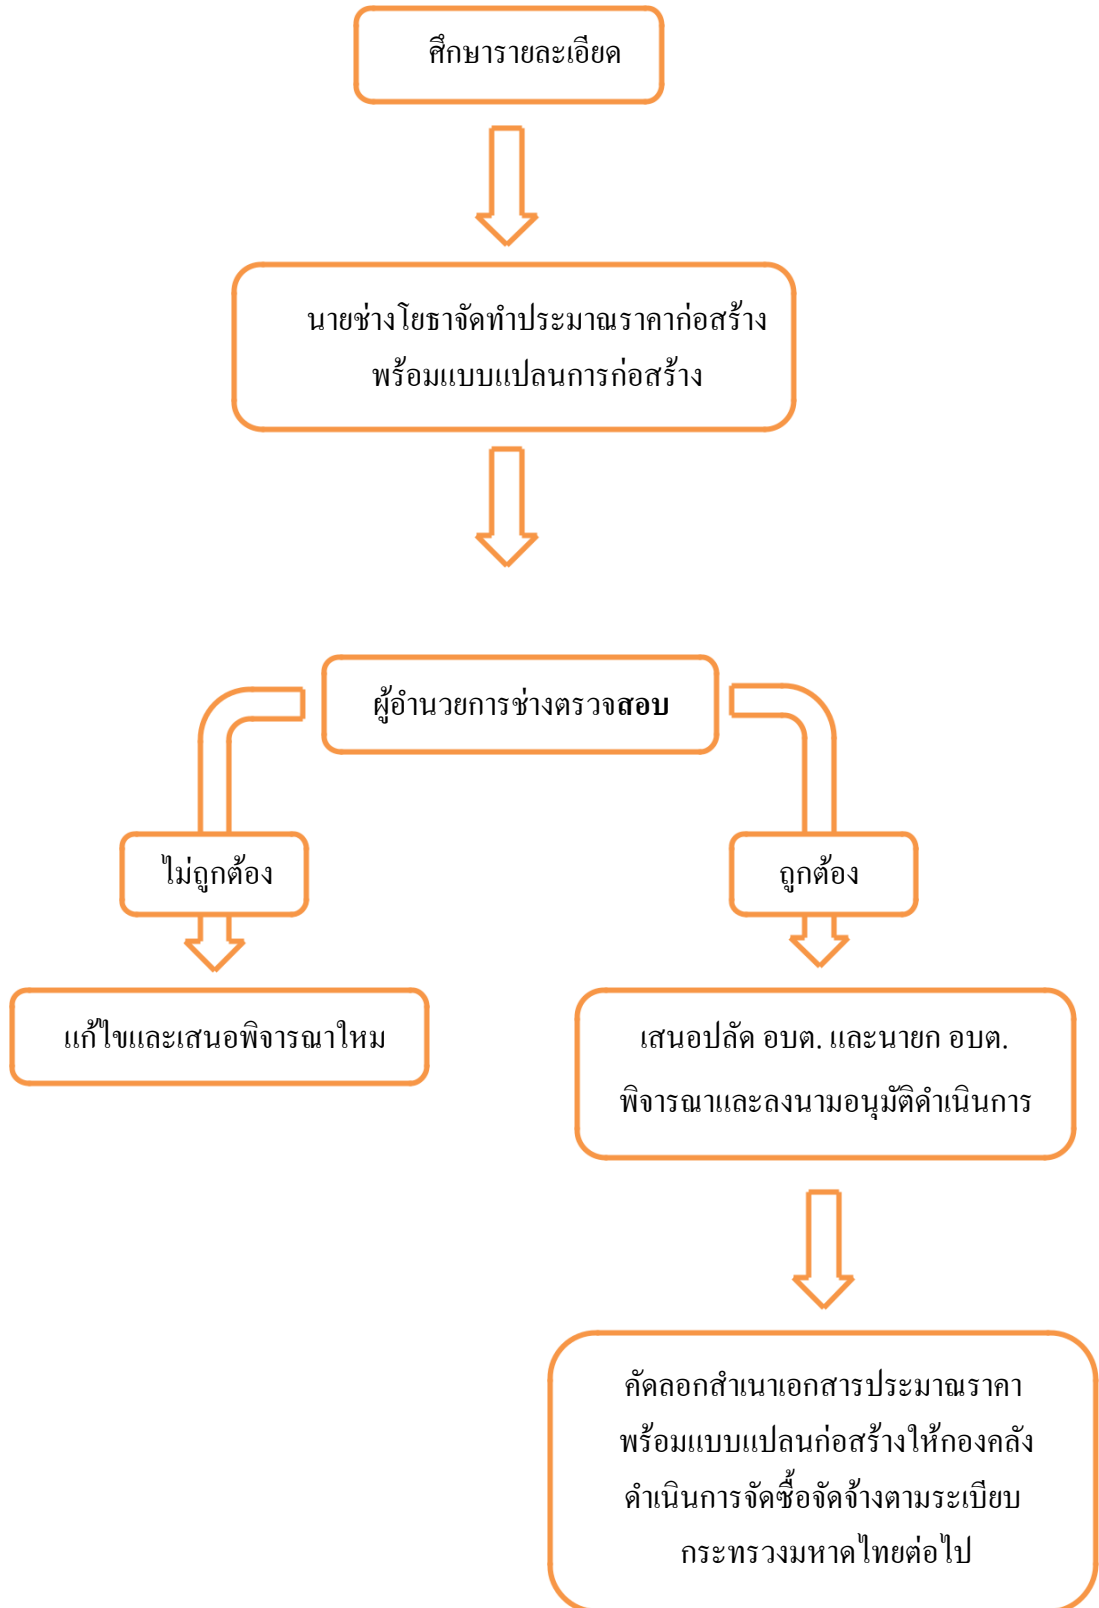 ศึกษารายละเอียด
นายช่างโยธาจัดทำประมาณราคาก่อสร้าง
พร้อมแบบแปลนการก่อสร้าง
ผู้อำนวยการช่างตรวจสอบ
ไม่ถูกต้อง
ถูกต้อง
แก้ไขและเสนอพิจารณาใหม
เสนอปลัด อบต. และนายก อบต.
พิจารณาและลงนามอนุมัติดำเนินการ
คัดลอกสำเนาเอกสารประมาณราคา
พร้อมแบบแปลนก่อสร้างให้กองคลัง
ดำเนินการจัดซื้อจัดจ้างตามระเบียบ
กระทรวงมหาดไทยต่อไป